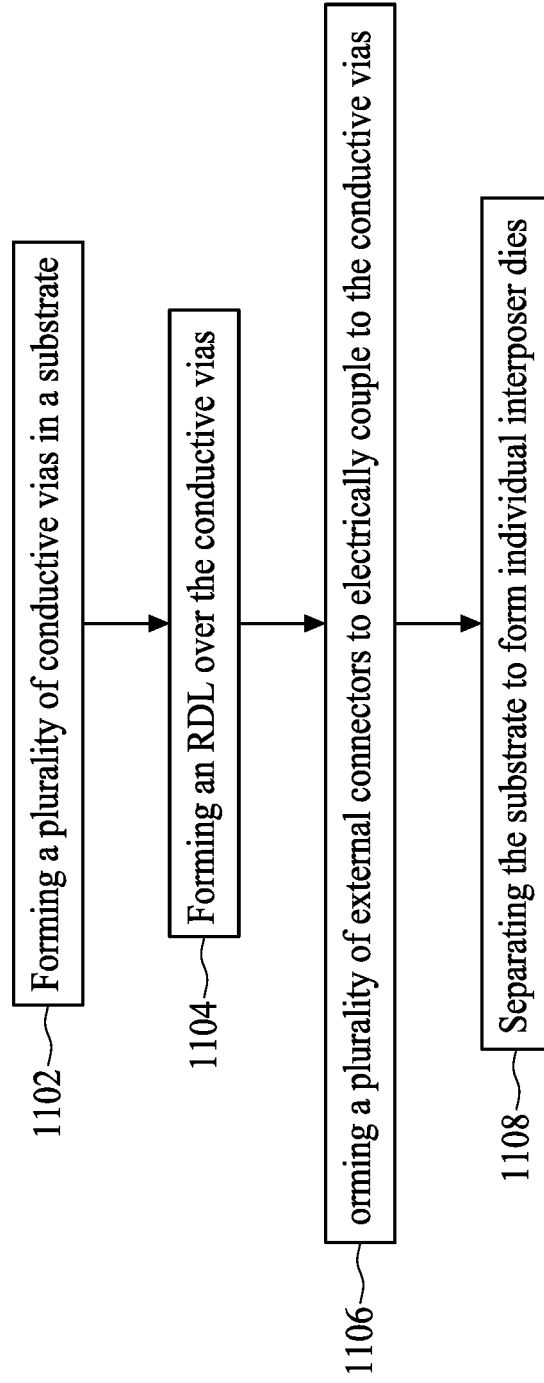 1102
Forming a plurality of conductive vias in a substrate
1104
Forming an RDL over the conductive vias
1106
orming a plurality of external connectors to electrically couple to the conductive vias
1108
Separating the substrate to form individual interposer dies